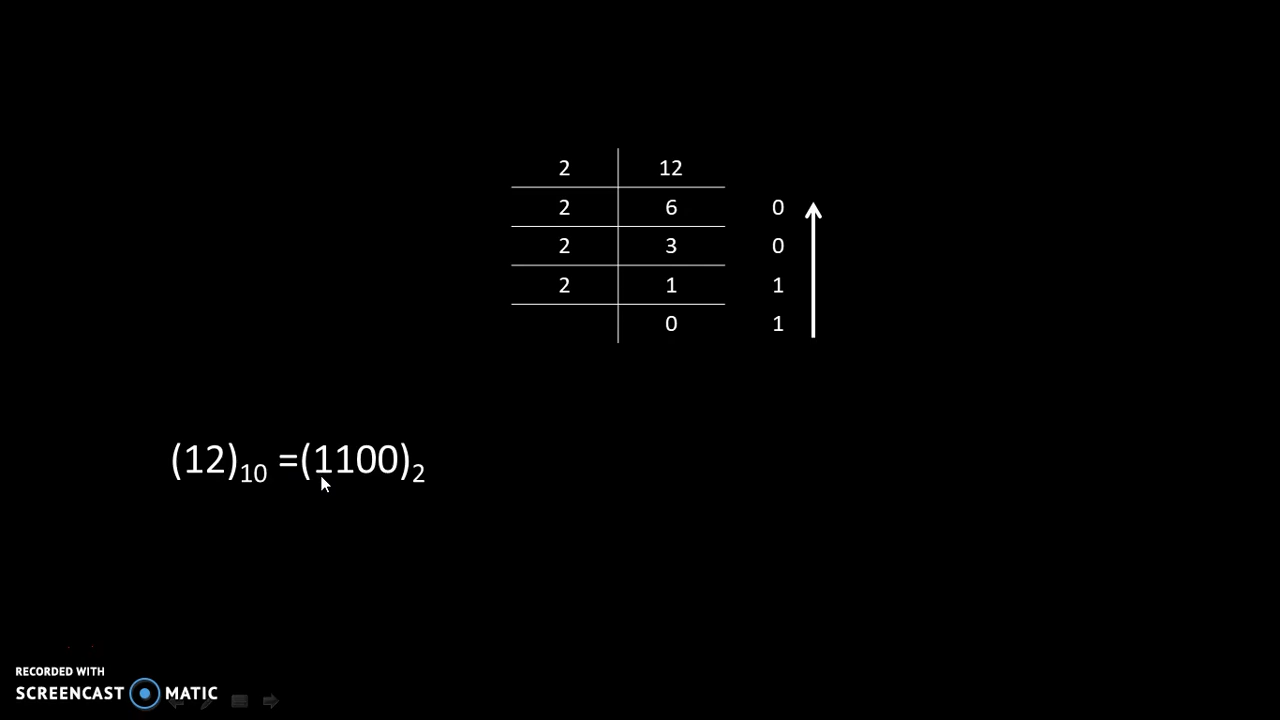 2 12
2 6 0
2 3 0
2 1 1
0 1
(12)10 =(1100)2
RECORDED WITH
SCREENCAST MATIC